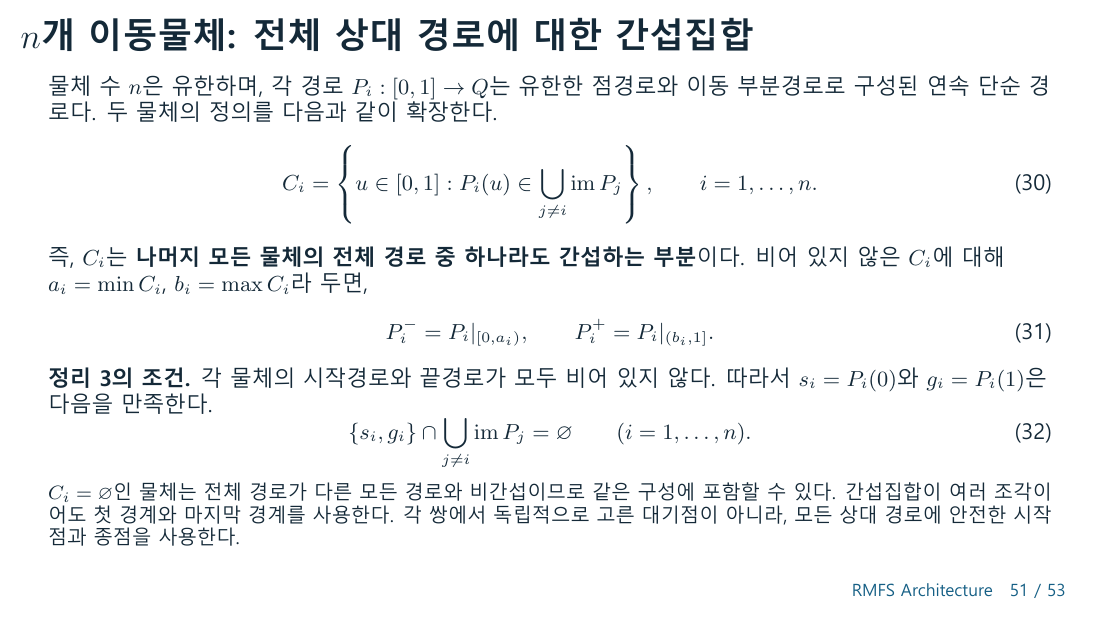 n개 이동물체: 전체 상대 경로에 대한 간섭집합
물체 수 n은 유한하며, 각 경로 P_i : [0, 1] → Q는 유한한 점경로와 이동 부분경로로 구성된 연속 단순 경
로다. 두 물체의 정의를 다음과 같이 확장한다.
C_i = { u ∈ [0, 1] : P_i(u) ∈ ⋃_{j≠i} im P_j } , i = 1, . . . , n. (30)
즉, C_i는 나머지 모든 물체의 전체 경로 중 하나라도 간섭하는 부분이다. 비어 있지 않은 C_i에 대해
a_i = min C_i, b_i = max C_i라 두면,
P_i^- = P_i|_{[0,a_i)}, P_i^+ = P_i|_{(b_i,1]}. (31)
정리 3의 조건. 각 물체의 시작경로와 끝경로가 모두 비어 있지 않다. 따라서 s_i = P_i(0)와 g_i = P_i(1)은
다음을 만족한다.
{s_i, g_i} ∩ ⋃_{j≠i} im P_j = ∅ (i = 1, . . . , n). (32)
C_i = ∅인 물체는 전체 경로가 다른 모든 경로와 비간섭이므로 같은 구성에 포함할 수 있다. 간섭집합이 여러 조각이
어도 첫 경계와 마지막 경계를 사용한다. 각 쌍에서 독립적으로 고른 대기점이 아니라, 모든 상대 경로에 안전한 시작
점과 종점을 사용한다.
RMFS Architecture 51 / 53